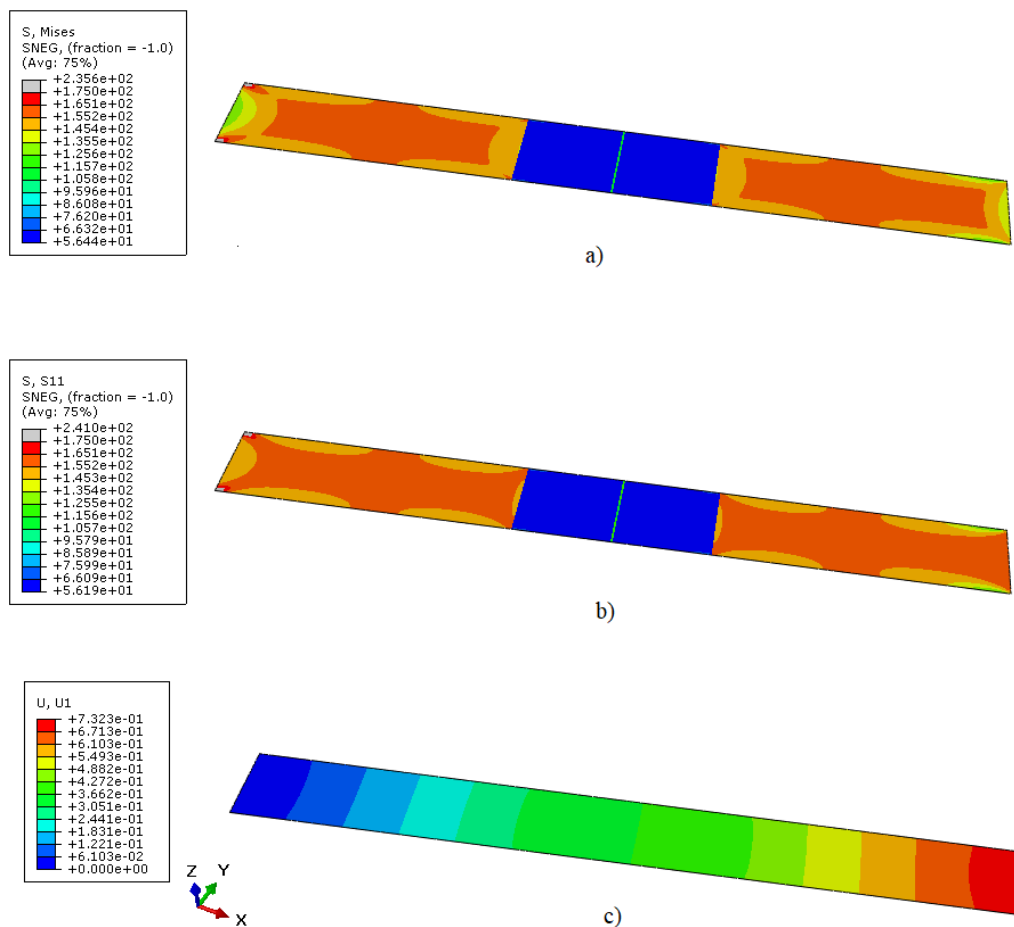 S, Mises
SNEG, (fraction = -1.0)
(Avg: 75%)
+2.356e+02
+1.750e+02
+1.651e+02
+1.552e+02
+1.454e+02
+1.355e+02
+1.256e+02
+1.157e+02
+1.058e+02
+9.596e+01
+8.608e+01
+7.620e+01
+6.632e+01
+5.644e+01
a)
S, S11
SNEG, (fraction = -1.0)
(Avg: 75%)
+2.410e+02
+1.750e+02
+1.651e+02
+1.552e+02
+1.453e+02
+1.354e+02
+1.255e+02
+1.156e+02
+1.057e+02
+9.579e+01
+8.589e+01
+7.599e+01
+6.609e+01
+5.619e+01
b)
U, U1
+7.323e-01
+6.713e-01
+6.103e-01
+5.493e-01
+4.882e-01
+4.272e-01
+3.662e-01
+3.051e-01
+2.441e-01
+1.831e-01
+1.221e-01
+6.103e-02
+0.000e+00
Z Y
X
c)